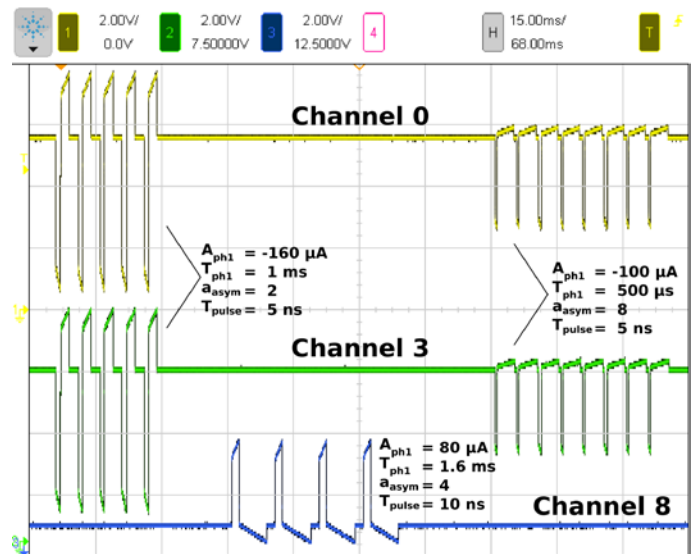 1 2.00V/ 0.0V 2 2.00V/ 7.50000V 3 2.00V/ 12.5000V 4 H 15.00ms/ 68.00ms T
Channel 0
Aph1 = -160 µA
Tph1 = 1 ms
aasym = 2
Tpulse = 5 ns
Aph1 = -100 µA
Tph1 = 500 µs
aasym = 8
Tpulse = 5 ns
Channel 3
Aph1 = 80 µA
Tph1 = 1.6 ms
aasym = 4
Tpulse = 10 ns
Channel 8